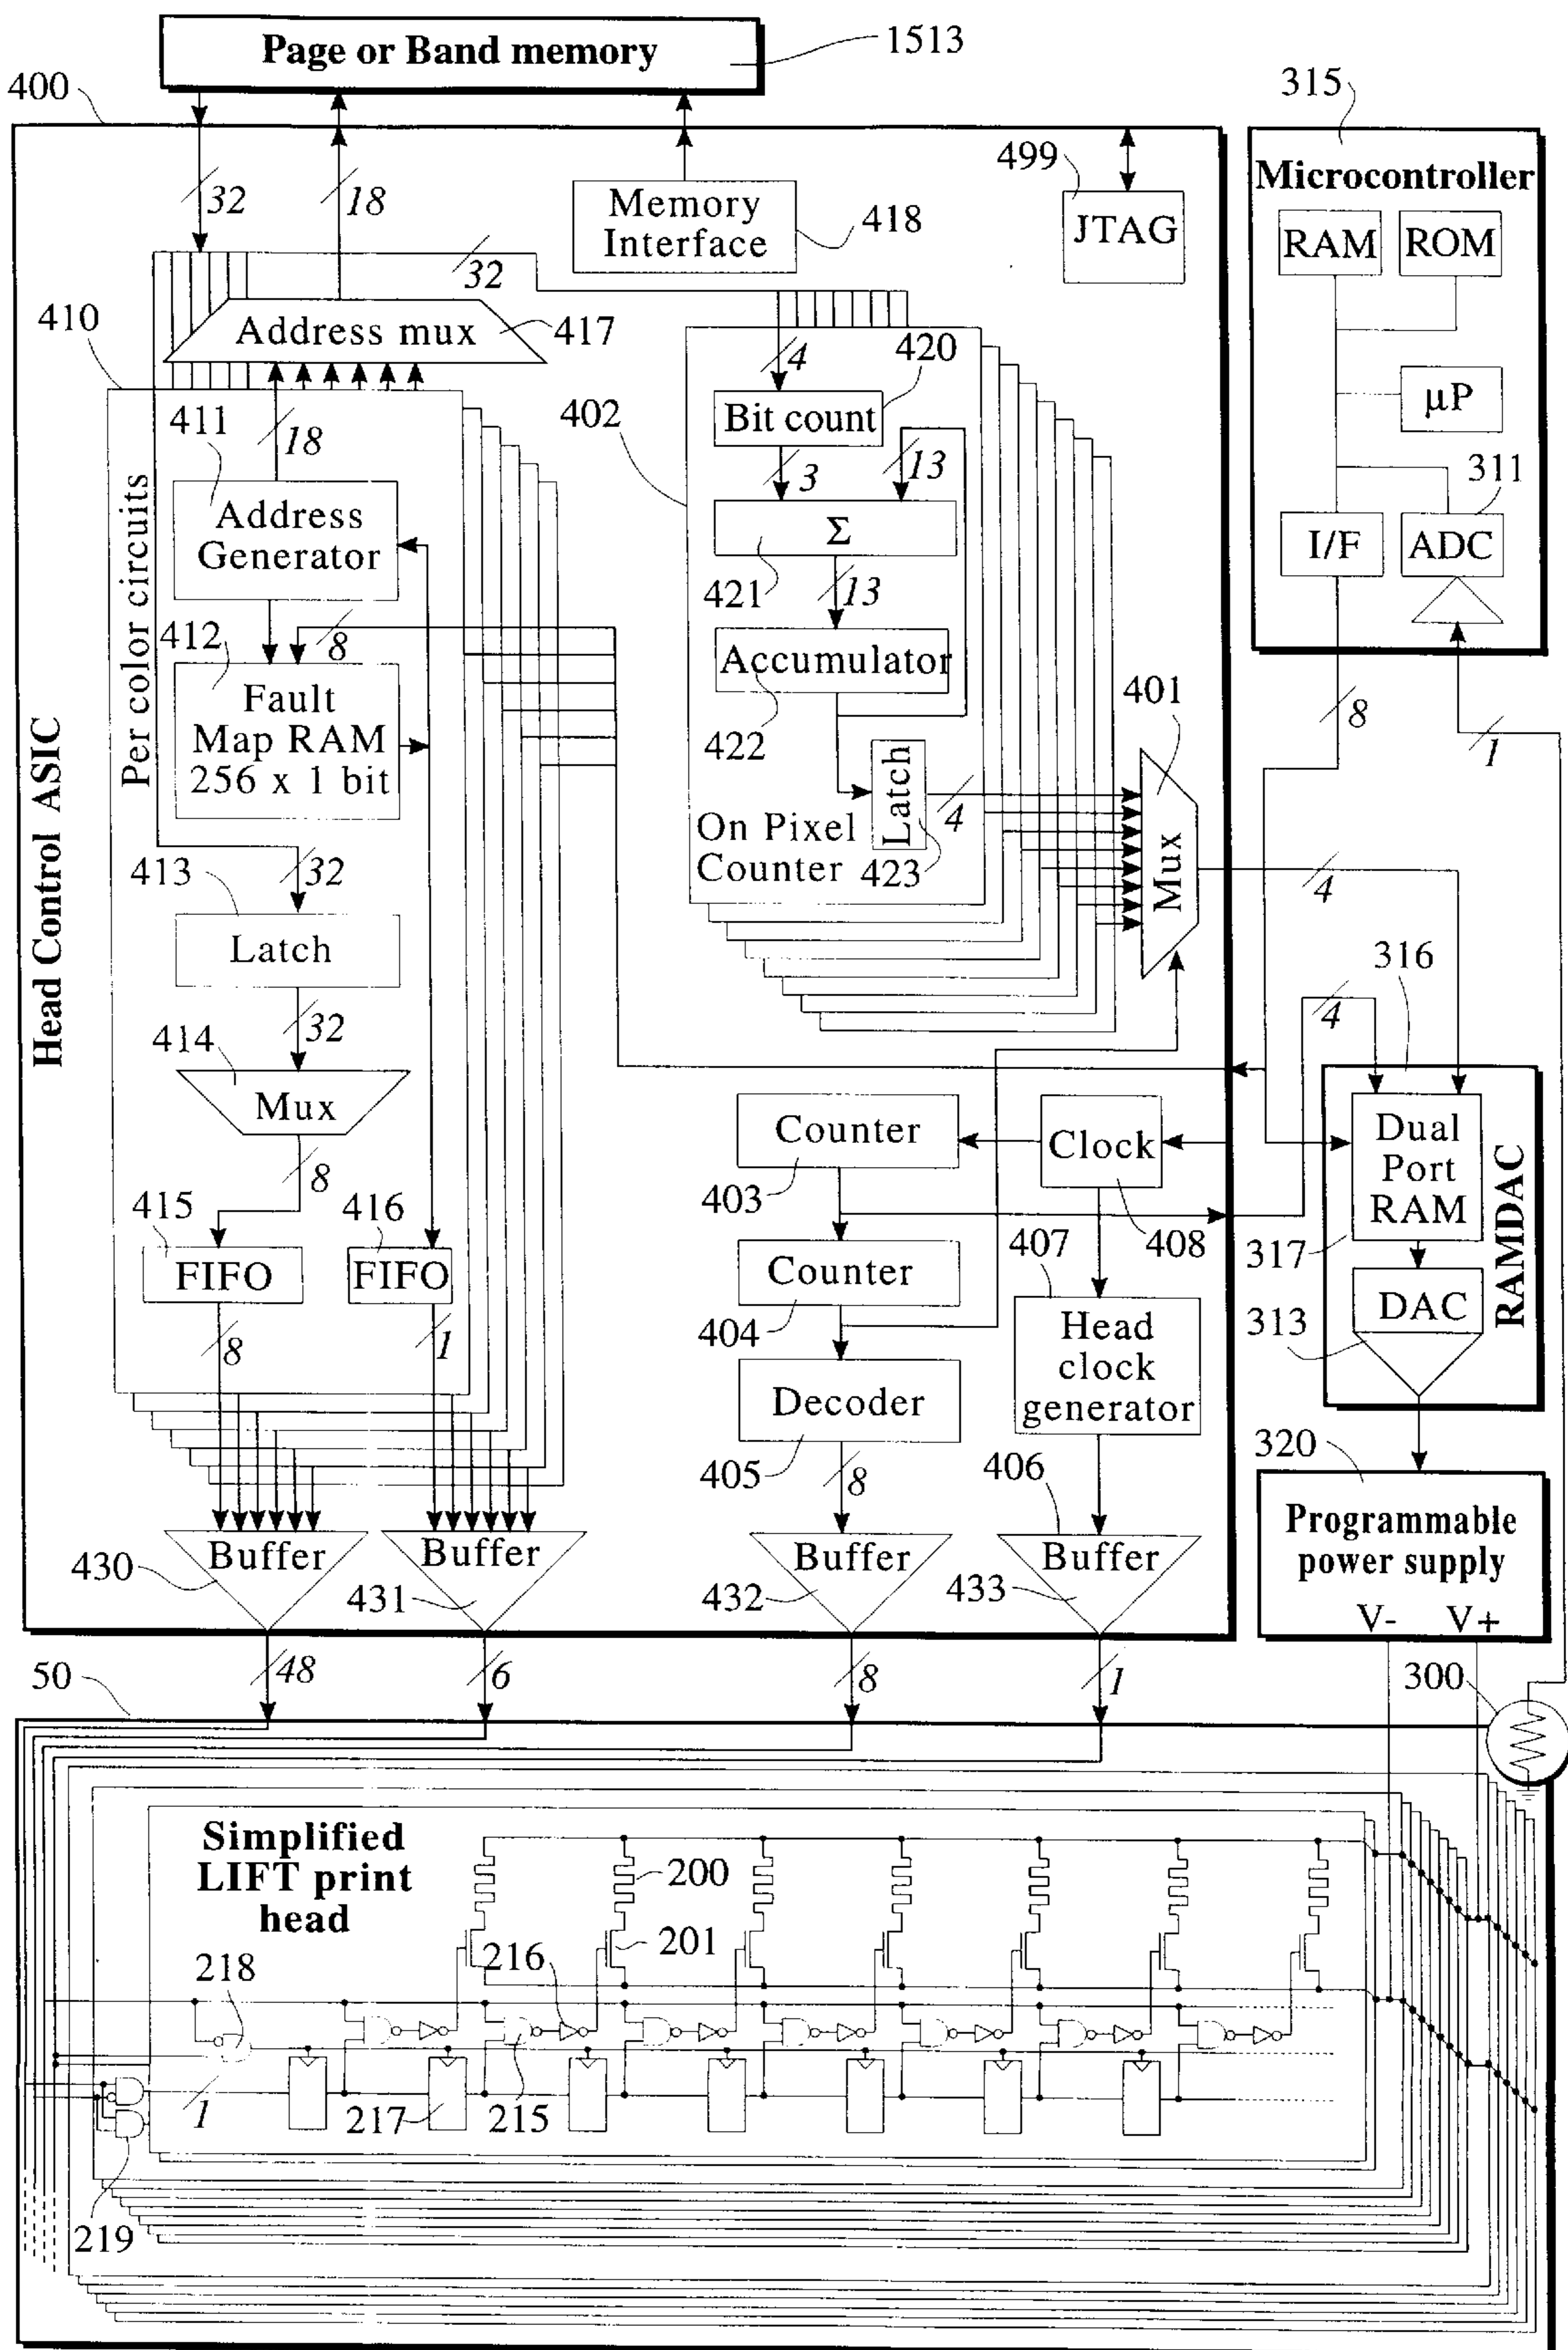 Page or Band memory
1513
400
315
499
Microcontroller
32
18
Memory
Interface
418
JTAG
RAM
ROM
32
410
Address mux
417
4
420
µP
411
18
402
Bit count
3
13
311
Address
Generator
Σ
I/F
ADC
421
13
Per color circuits
412
8
Accumulator
Fault
Map RAM
256 x 1 bit
422
401
8
1
Head Control ASIC
Latch
4
On Pixel
Counter
423
Mux
4
413
32
Latch
316
4
32
414
Mux
Counter
Clock
Dual
Port
RAM
8
403
415
416
407
408
317
RAMDAC
FIFO
FIFO
Counter
DAC
404
Head
clock
generator
313
8
1
Decoder
405
8
406
320
Programmable
power supply
Buffer
Buffer
Buffer
Buffer
430
431
432
433
V-
V+
50
48
6
8
1
300
Simplified
LIFT print
head
200
201
216
218
1
217
215
219